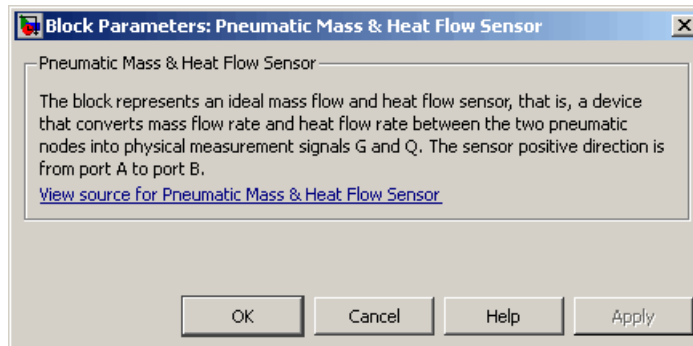 Block Parameters: Pneumatic Mass & Heat Flow Sensor
Pneumatic Mass & Heat Flow Sensor
The block represents an ideal mass flow and heat flow sensor, that is, a device
that converts mass flow rate and heat flow rate between the two pneumatic
nodes into physical measurement signals G and Q. The sensor positive direction is
from port A to port B.
View source for Pneumatic Mass & Heat Flow Sensor
OK Cancel Help Apply